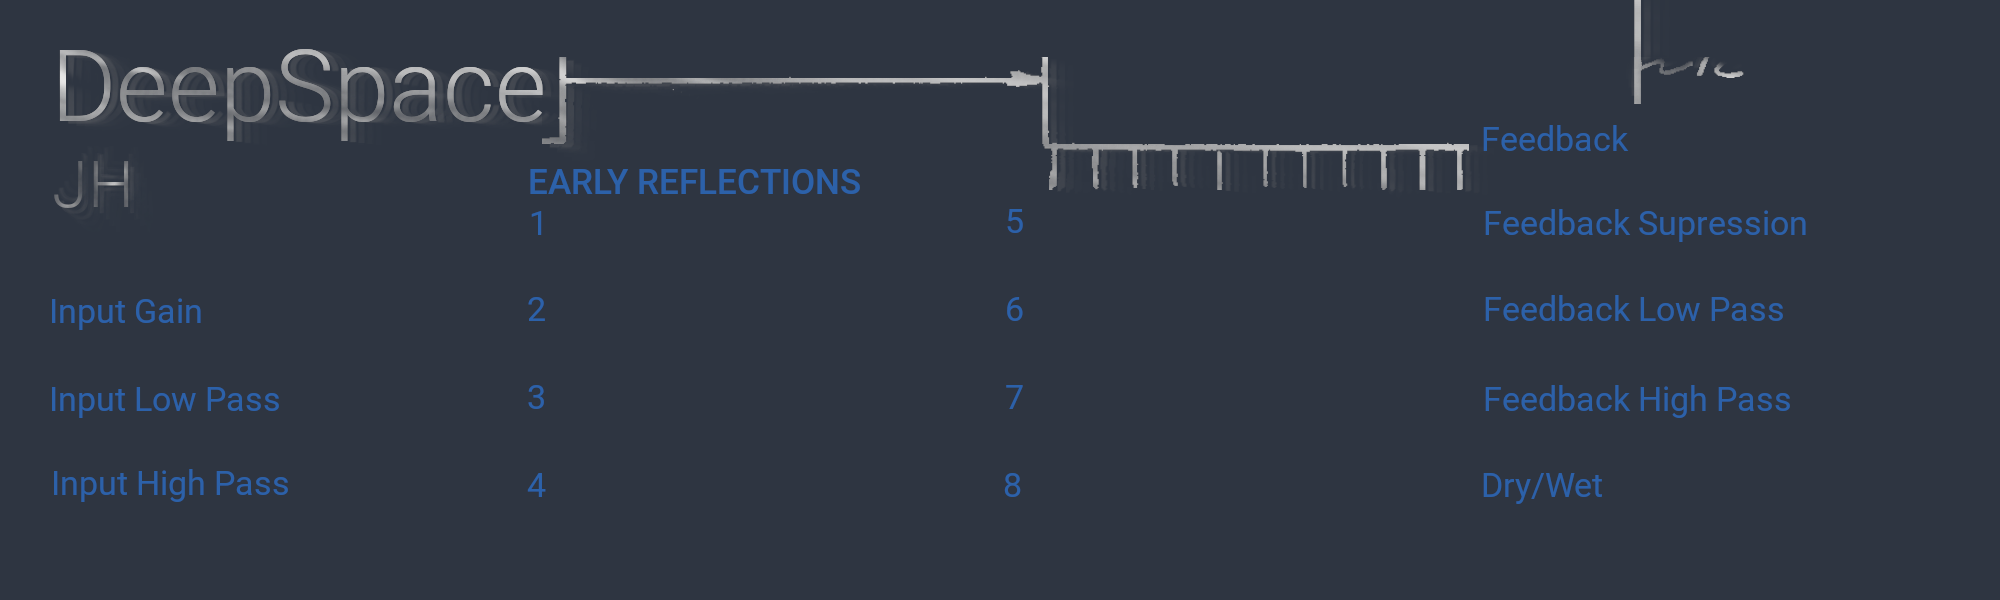 DeepSpace
JH
Input Gain
Input Low Pass
Input High Pass
EARLY REFLECTIONS
1
2
3
4
5
6
7
8
Feedback
Feedback Supression
Feedback Low Pass
Feedback High Pass
Dry/Wet